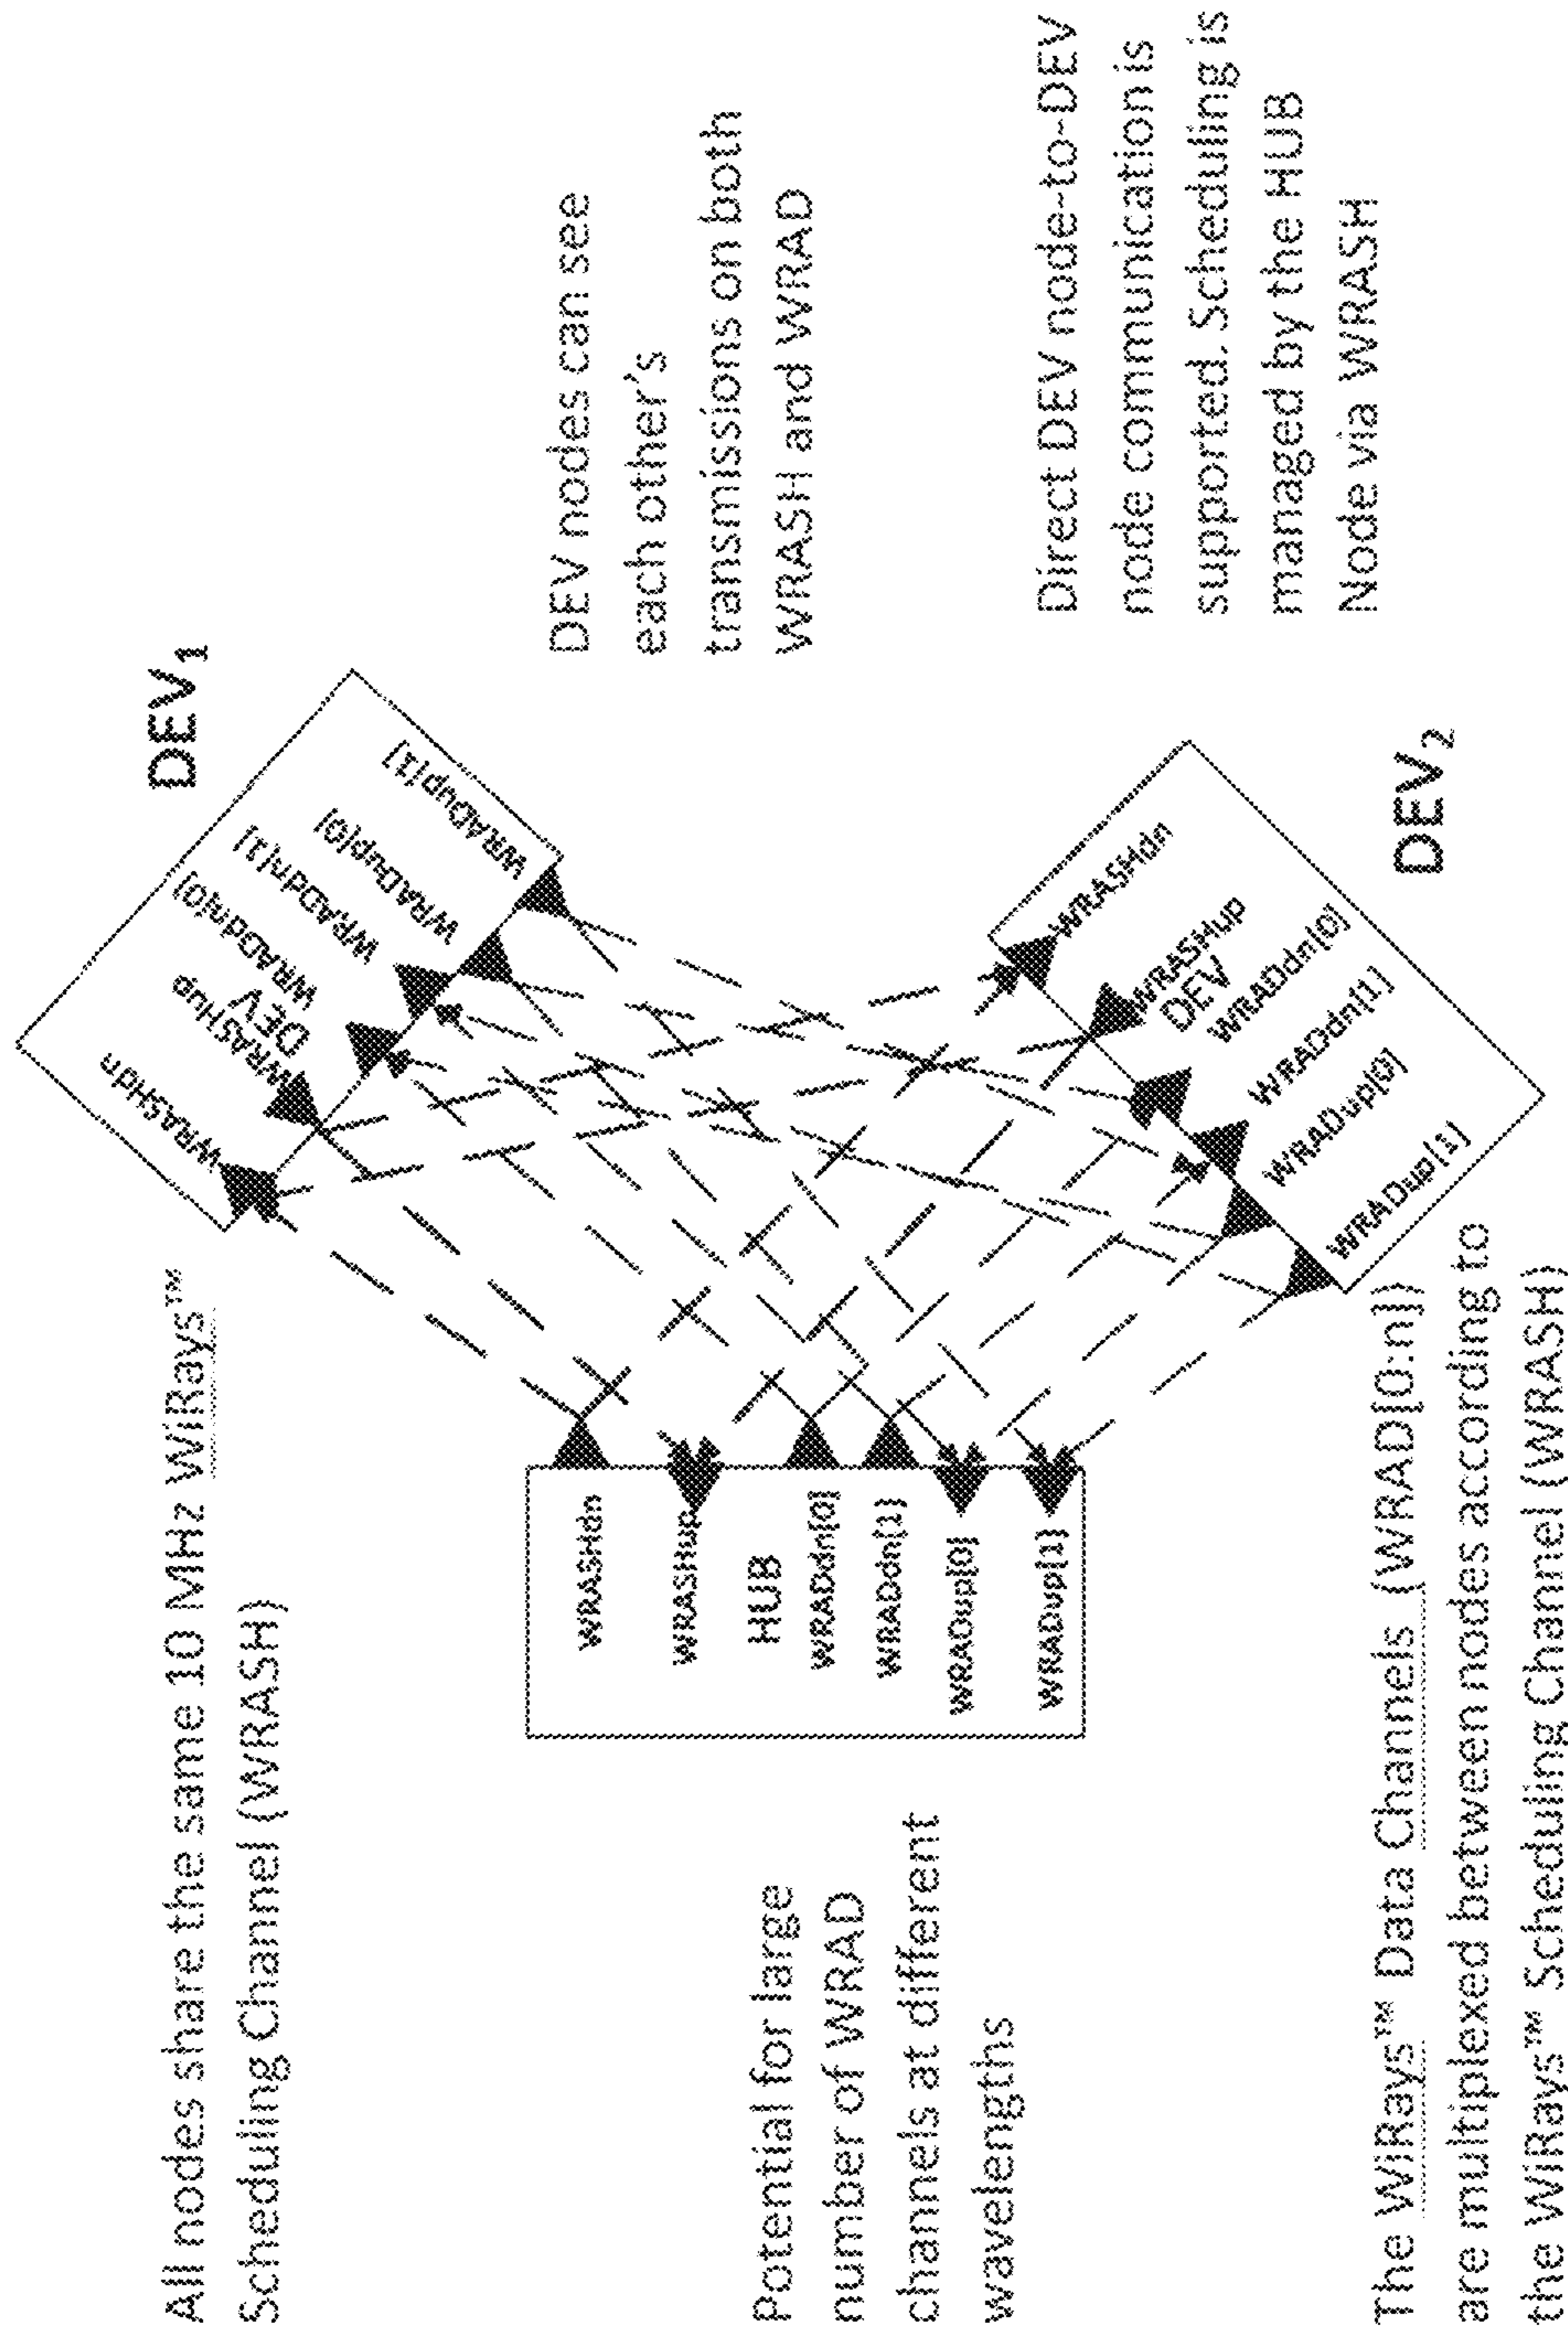 All nodes share the same 10 MHz WiRays™
Scheduling Channel (WRASH)
DEV1
WRASHdn
WRASHup
DEV
WRADdn[0]
WRADdn[1]
WRADup[0]
WRADup[1]
DEV nodes can see
each other's
transmissions on both
WRASH and WRAD
Potential for large
number of WRAD
channels at different
wavelengths
WRASHdn
WRASHup
HUB
WRADdn[0]
WRADdn[1]
WRADup[0]
WRADup[1]
WRASHdn
WRASHup
DEV
WRADdn[0]
WRADdn[1]
WRADup[0]
WRADup[1]
DEV2
Direct DEV node-to-DEV
node communication is
supported. Scheduling is
managed by the HUB
Node via WRASH
The WiRays™ Data Channels (WRAD[0:n])
are multiplexed between nodes according to
the WiRays™ Scheduling Channel (WRASH)